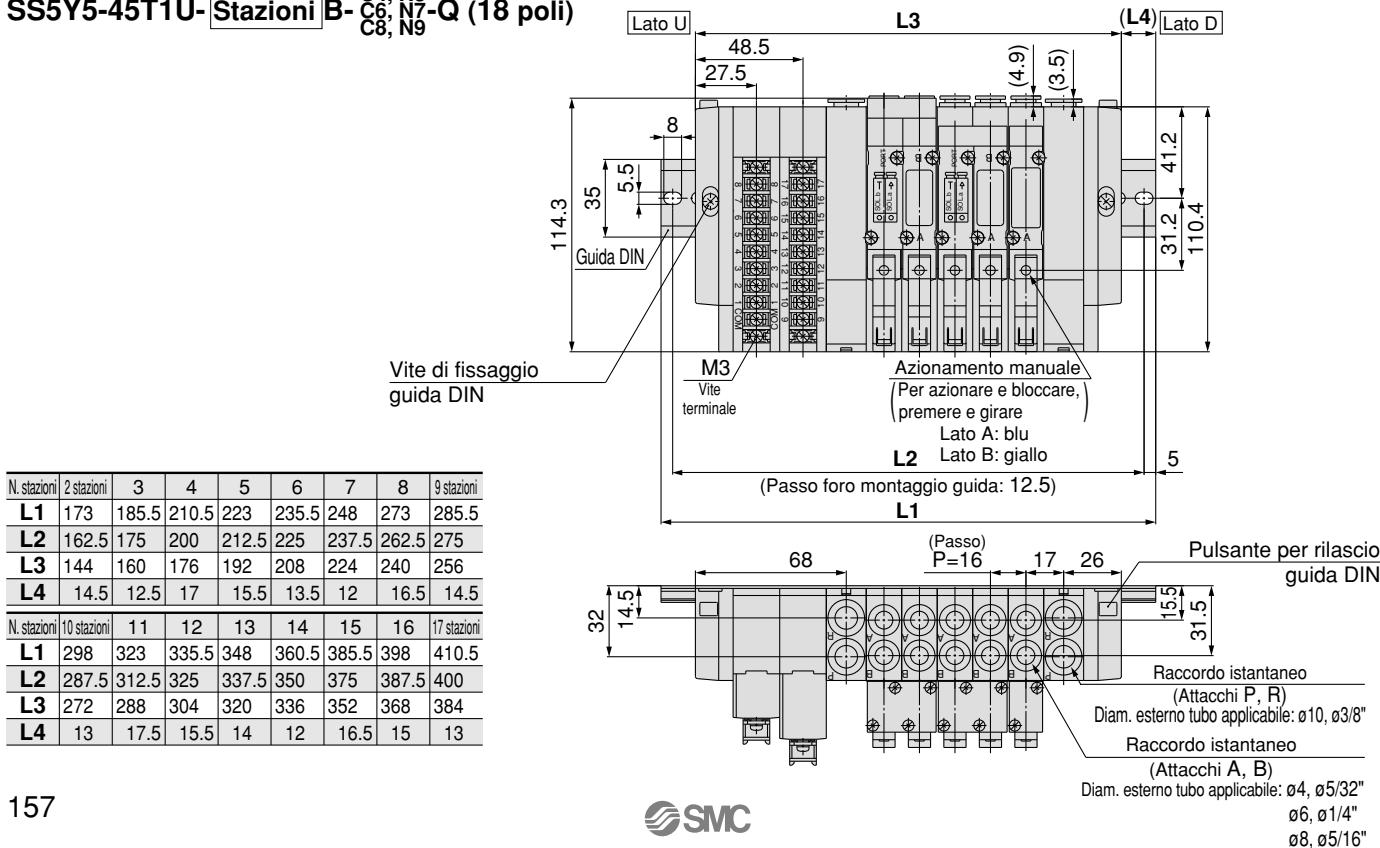 SS5Y5-45T1U- Stazioni B- C6, N7 -Q (18 poli)
C8, N9
Lato U
L3
(L4)
Lato D
48.5
27.5
(4.9)
(3.5)
8
41.2
5.5
35
114.3
31.2
110.4
Guida DIN
Vite di fissaggio
guida DIN
M3
Vite
terminale
Azionamento manuale
(Per azionare e bloccare,
premere e girare)
Lato A: blu
Lato B: giallo
L2
5
(Passo foro montaggio guida: 12.5)
L1
N. stazioni 2 stazioni 3 4 5 6 7 8 9 stazioni
L1 173 185.5 210.5 223 235.5 248 273 285.5
L2 162.5 175 200 212.5 225 237.5 262.5 275
L3 144 160 176 192 208 224 240 256
L4 14.5 12.5 17 15.5 13.5 12 16.5 14.5
N. stazioni 10 stazioni 11 12 13 14 15 16 17 stazioni
L1 298 323 335.5 348 360.5 385.5 398 410.5
L2 287.5 312.5 325 337.5 350 375 387.5 400
L3 272 288 304 320 336 352 368 384
L4 13 17.5 15.5 14 12 16.5 15 13
68
(Passo)
P=16
17
26
Pulsante per rilascio
guida DIN
32
14.5
15.5
31.5
Raccordo istantaneo
(Attacchi P, R)
Diam. esterno tubo applicabile: ø10, ø3/8"
Raccordo istantaneo
(Attacchi A, B)
Diam. esterno tubo applicabile: ø4, ø5/32"
ø6, ø1/4"
ø8, ø5/16"
157
SMC